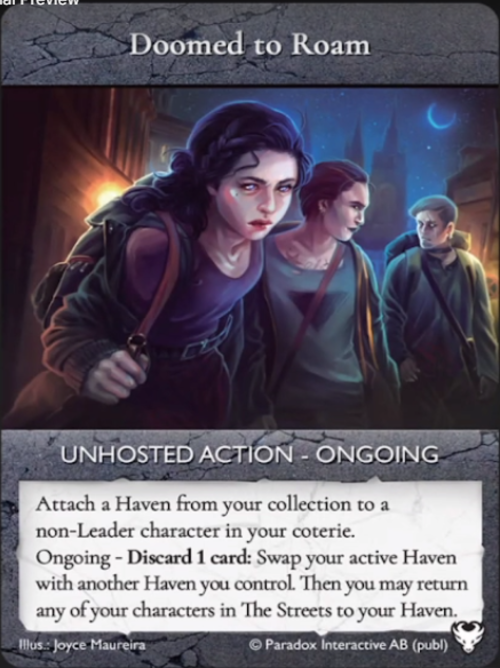 Preview
Doomed to Roam
UNHOSTED ACTION - ONGOING
Attach a Haven from your collection to a
non-Leader character in your coterie.
Ongoing - Discard 1 card: Swap your active Haven
with another Haven you control. Then you may return
any of your characters in The Streets to your Haven.
Illus.: Joyce Maureira © Paradox Interactive AB (publ)